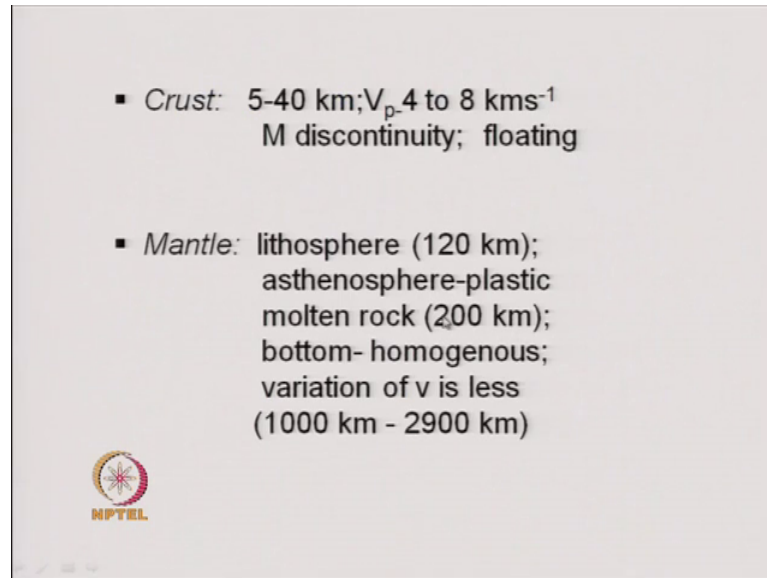 ▪ Crust: 5-40 km;Vp-4 to 8 kms-1
M discontinuity; floating
▪ Mantle: lithosphere (120 km);
asthenosphere-plastic
molten rock (200 km);
bottom- homogenous;
variation of v is less
(1000 km - 2900 km)
NPTEL